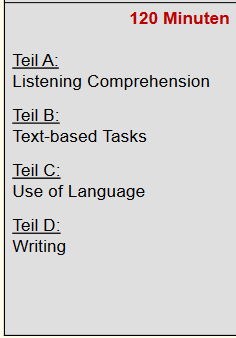 120 Minuten
Teil A:
Listening Comprehension
Teil B:
Text-based Tasks
Teil C:
Use of Language
Teil D:
Writing